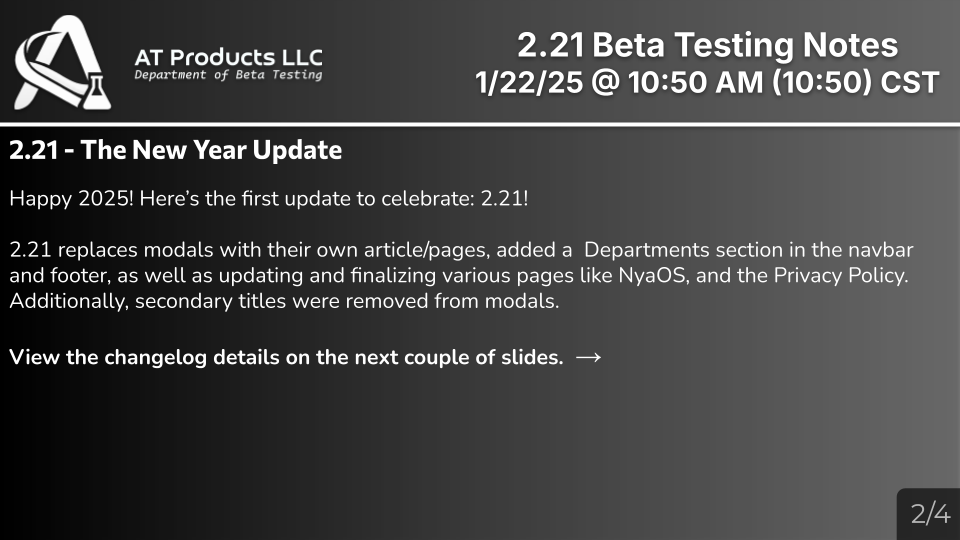 AT Products LLC
Department of Beta Testing
2.21 Beta Testing Notes
1/22/25 @ 10:50 AM (10:50) CST
2.21 - The New Year Update
Happy 2025! Here’s the first update to celebrate: 2.21!
2.21 replaces modals with their own article/pages, added a  Departments section in the navbar
and footer, as well as updating and finalizing various pages like NyaOS, and the Privacy Policy.
Additionally, secondary titles were removed from modals.
View the changelog details on the next couple of slides. →
2/4